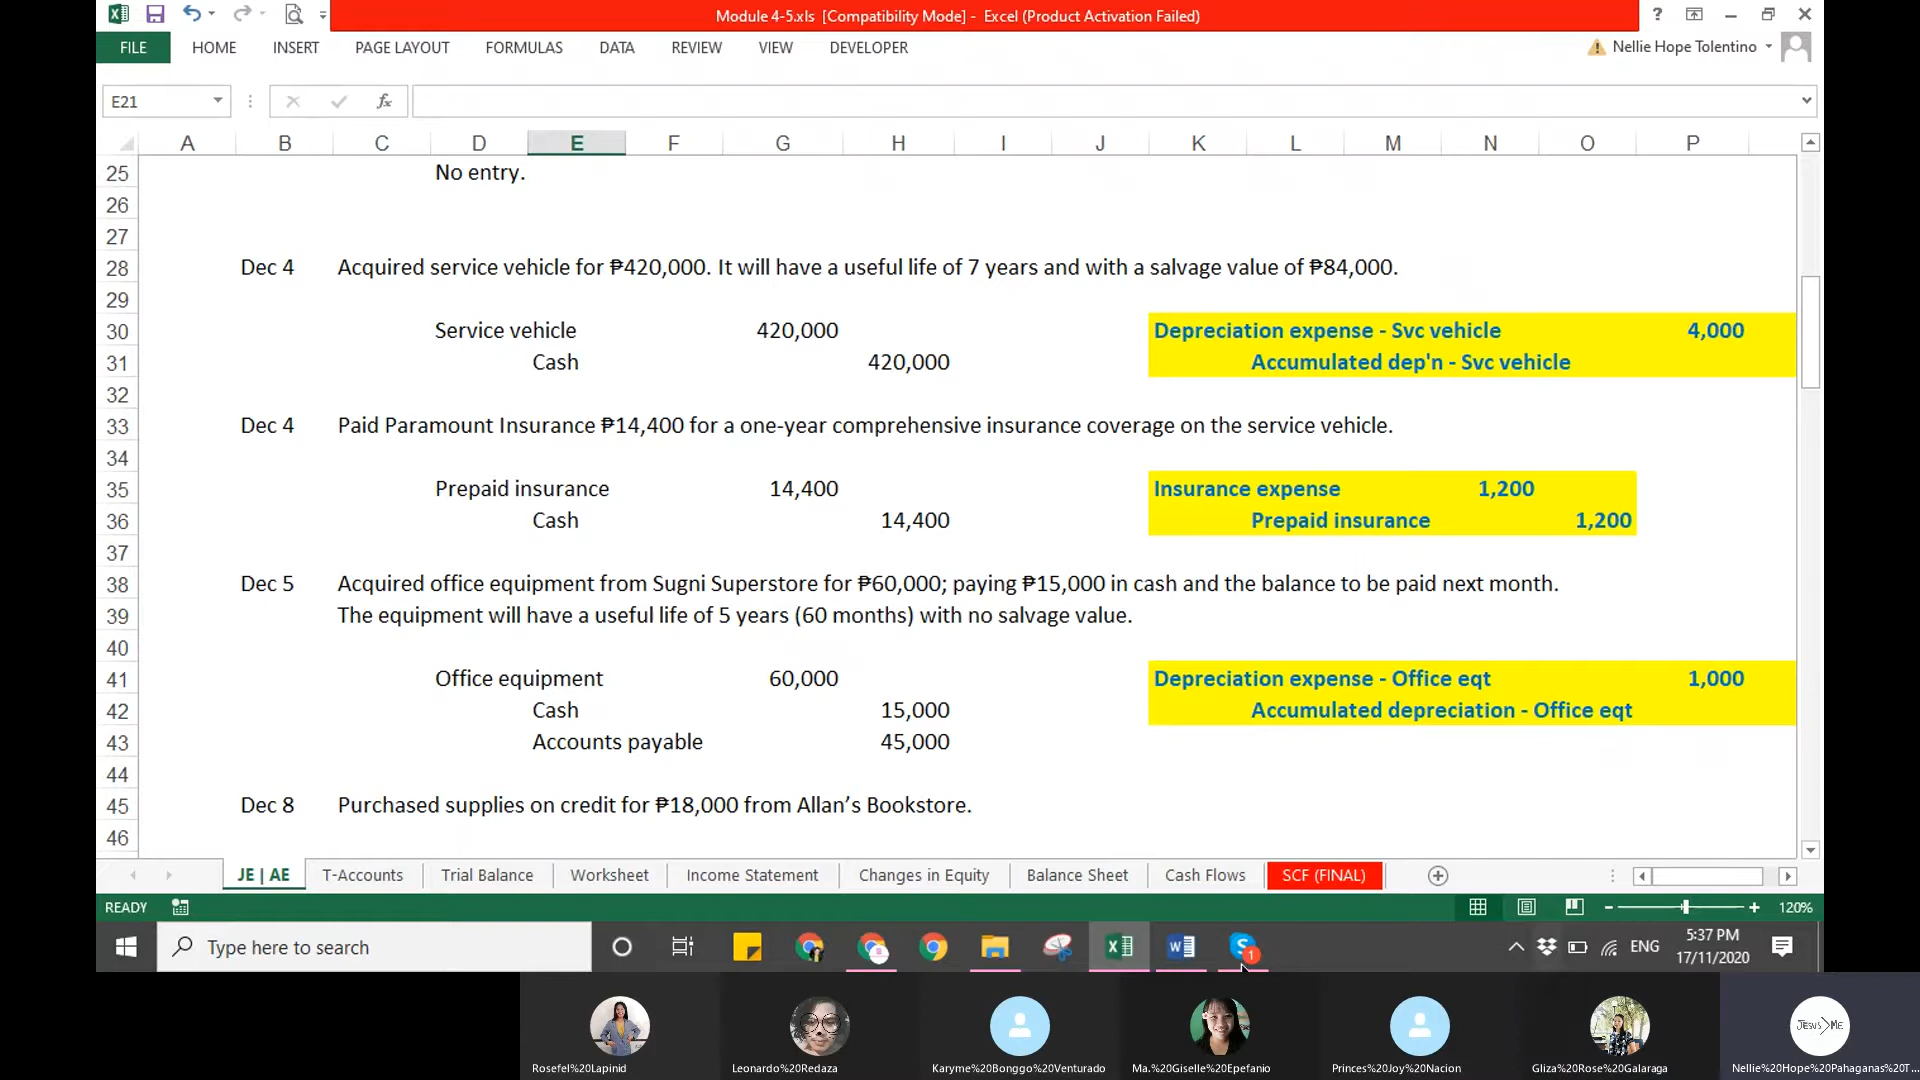 Module 4-5.xls  [Compatibility Mode] -  Excel (Product Activation Failed)
FILE HOME INSERT PAGE LAYOUT FORMULAS DATA REVIEW VIEW DEVELOPER Nellie Hope Tolentino
E21 fx
A B C D E F G H I J K L M N O P
25 No entry.
26
27
28 Dec 4 Acquired service vehicle for ₱420,000. It will have a useful life of 7 years and with a salvage value of ₱84,000.
29
30 Service vehicle 420,000 Depreciation expense - Svc vehicle 4,000
31 Cash 420,000 Accumulated dep'n - Svc vehicle
32
33 Dec 4 Paid Paramount Insurance ₱14,400 for a one-year comprehensive insurance coverage on the service vehicle.
34
35 Prepaid insurance 14,400 Insurance expense 1,200
36 Cash 14,400 Prepaid insurance 1,200
37
38 Dec 5 Acquired office equipment from Sugni Superstore for ₱60,000; paying ₱15,000 in cash and the balance to be paid next month.
39 The equipment will have a useful life of 5 years (60 months) with no salvage value.
40
41 Office equipment 60,000 Depreciation expense - Office eqt 1,000
42 Cash 15,000 Accumulated depreciation - Office eqt
43 Accounts payable 45,000
44
45 Dec 8 Purchased supplies on credit for ₱18,000 from Allan’s Bookstore.
46
JE | AE T-Accounts Trial Balance Worksheet Income Statement Changes in Equity Balance Sheet Cash Flows SCF (FINAL)
READY 120%
Type here to search 1 ENG 5:37 PM
17/11/2020
JESUS>ME
Rosefel%20Lapinid Leonardo%20Redaza Karyme%20Bonggo%20Venturado Ma.%20Giselle%20Epefanio Princes%20Joy%20Nacion Gliza%20Rose%20Galaraga Nellie%20Hope%20Pahaganas%20T...